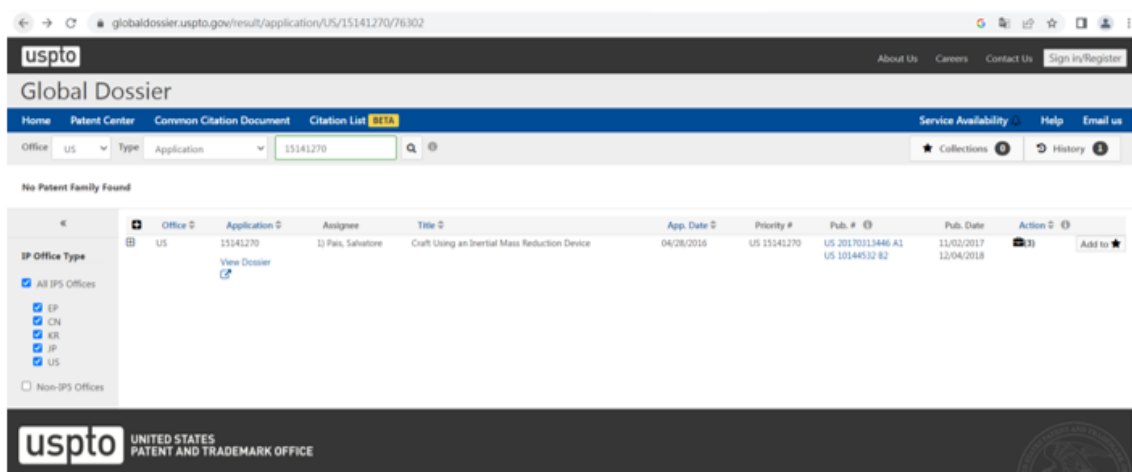 globaldossier.uspto.gov/result/application/US/15141270/76302
uspto About Us Careers Contact Us Sign in/Register
Global Dossier
Home Patent Center Common Citation Document Citation List BETA Service Availability Help Email us
Office US Type Application 15141270 Collections 0 History 1
No Patent Family Found
« Office Application Assignee Title App. Date Priority # Pub. # Pub. Date Action
US 15141270 1) Pais, Salvatore Craft Using an Inertial Mass Reduction Device 04/28/2016 US 15141270 US 20170313446 A1 11/02/2017 (3) Add to
IP Office Type View Dossier US 10144532 B2 12/04/2018
All IP5 Offices
EP
CN
KR
JP
US
Non-IP5 Offices
uspto UNITED STATES
PATENT AND TRADEMARK OFFICE